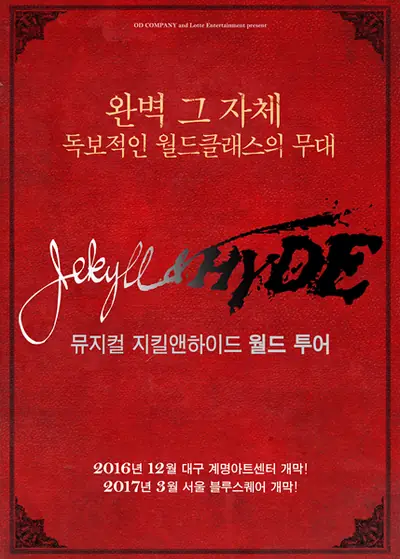 OD COMPANY and Lotte Entertainment present
완벽 그 자체
독보적인 월드클래스의 무대
Jekyll & HYDE
뮤지컬 지킬앤하이드 월드 투어
2016년 12월 대구 계명아트센터 개막!
2017년 3월 서울 블루스퀘어 개막!